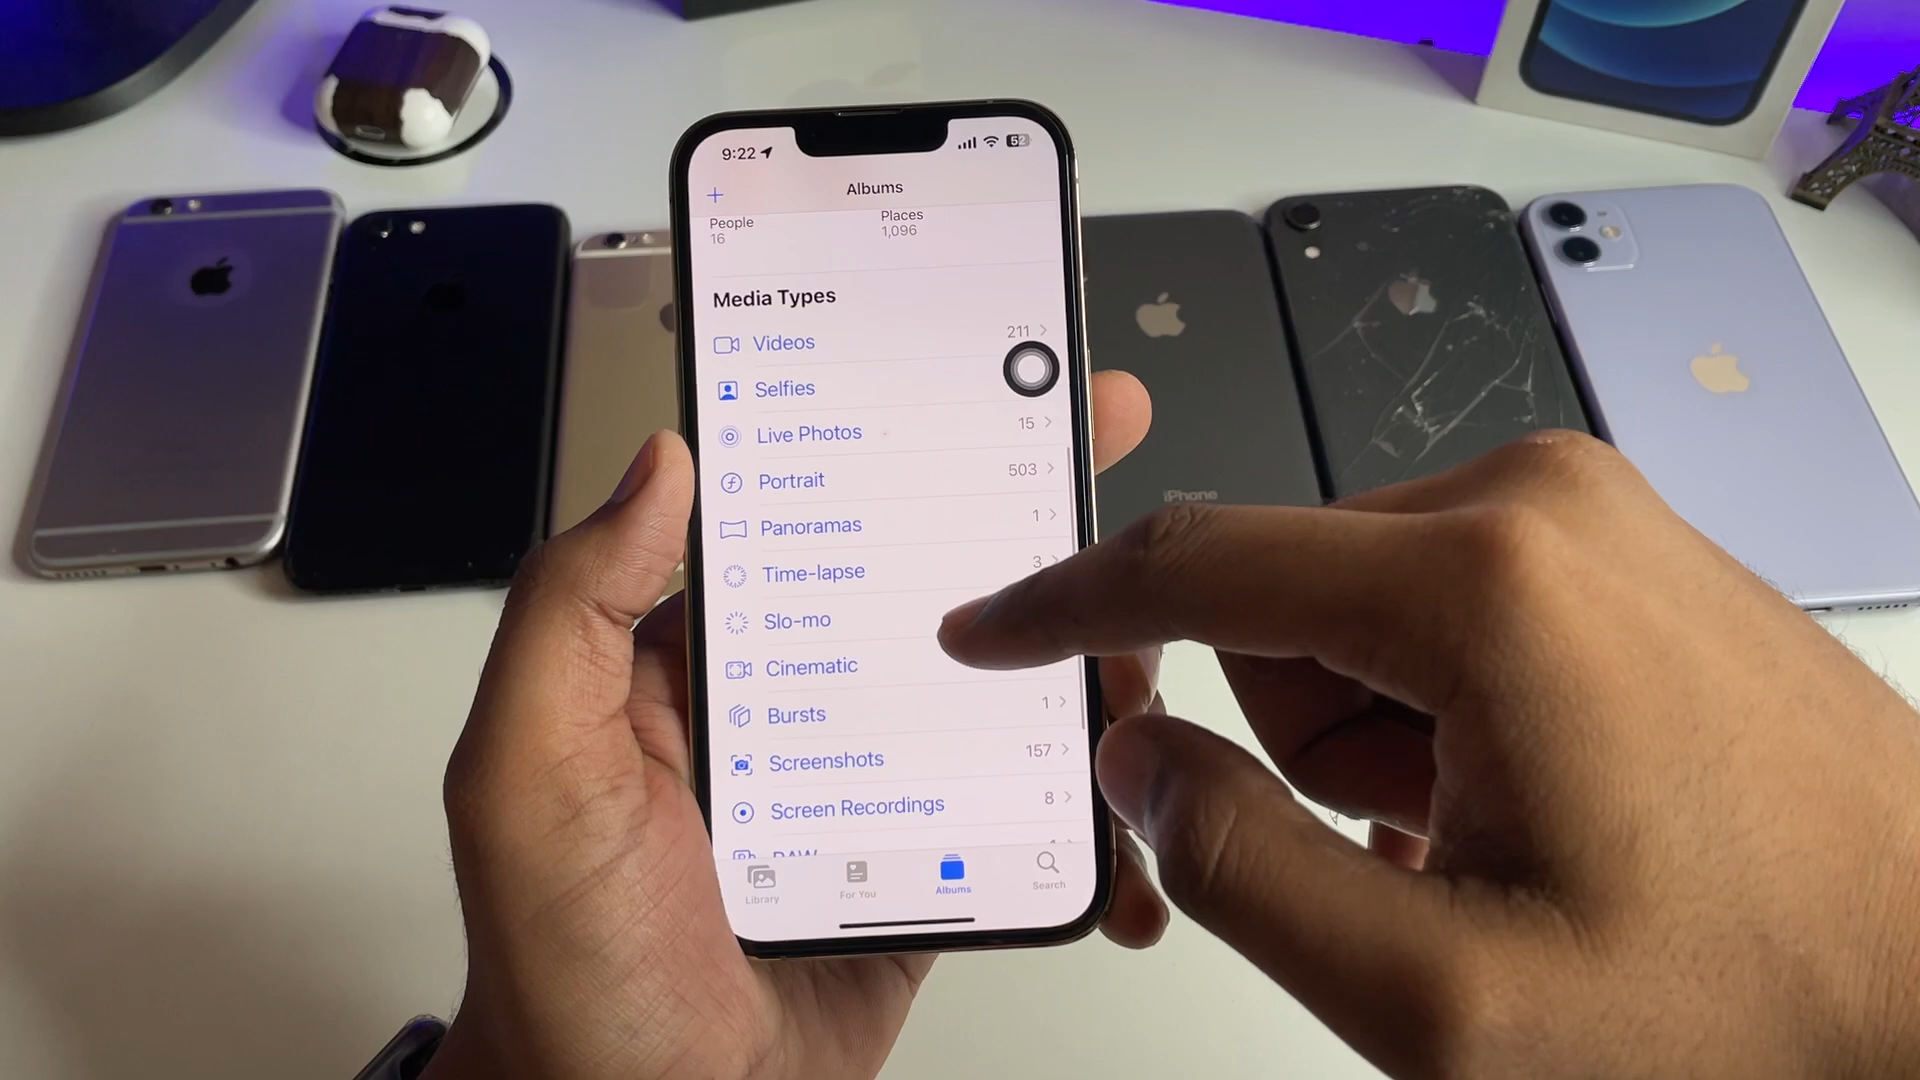 9:22
52
Albums
People
16
Places
1,096
Media Types
Videos 211
Selfies
Live Photos 15
Portrait 503
Panoramas 1
Time-lapse 3
Slo-mo
Cinematic
Bursts 1
Screenshots 157
Screen Recordings 8
RAW
Library
For You
Albums
Search
iPhone